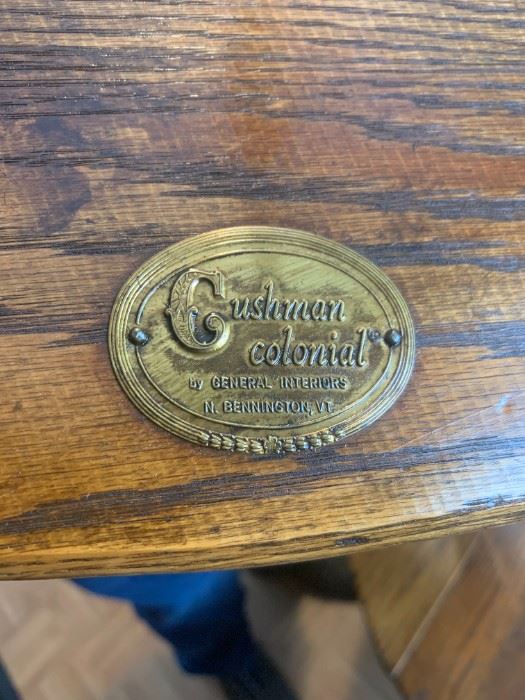 Cushman
colonial®
by GENERAL INTERIORS
N. BENNINGTON, VT.